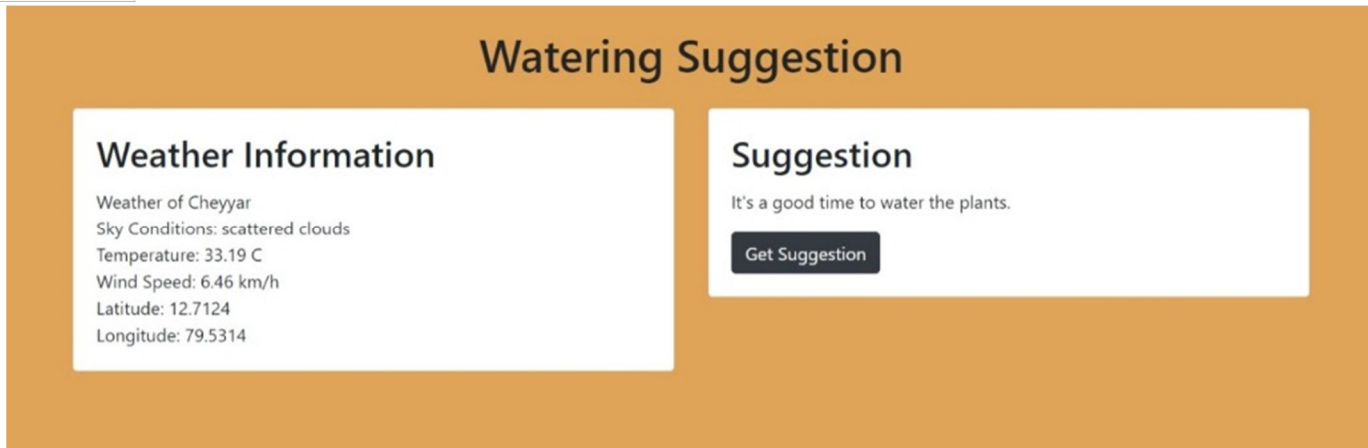 Watering Suggestion
Weather Information
Weather of Cheyyar
Sky Conditions: scattered clouds
Temperature: 33.19 C
Wind Speed: 6.46 km/h
Latitude: 12.7124
Longitude: 79.5314
Suggestion
It's a good time to water the plants.
Get Suggestion